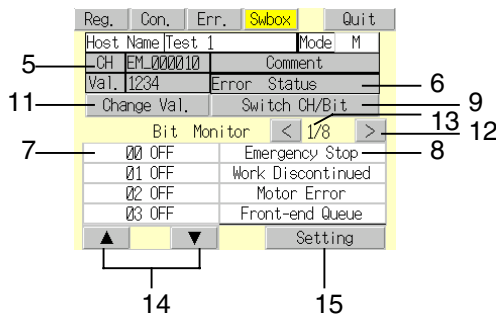 Reg. Con. Err. Swbox Quit
Host Name Test 1 Mode M
5 CH EM_000010 Comment
Val. 1234 Error Status 6
11 Change Val. Switch CH/Bit 9
Bit Monitor < 1/8 > 13 12
7 00 OFF Emergency Stop 8
01 OFF Work Discontinued
02 OFF Motor Error
03 OFF Front-end Queue
▲ ▼ Setting
14 15